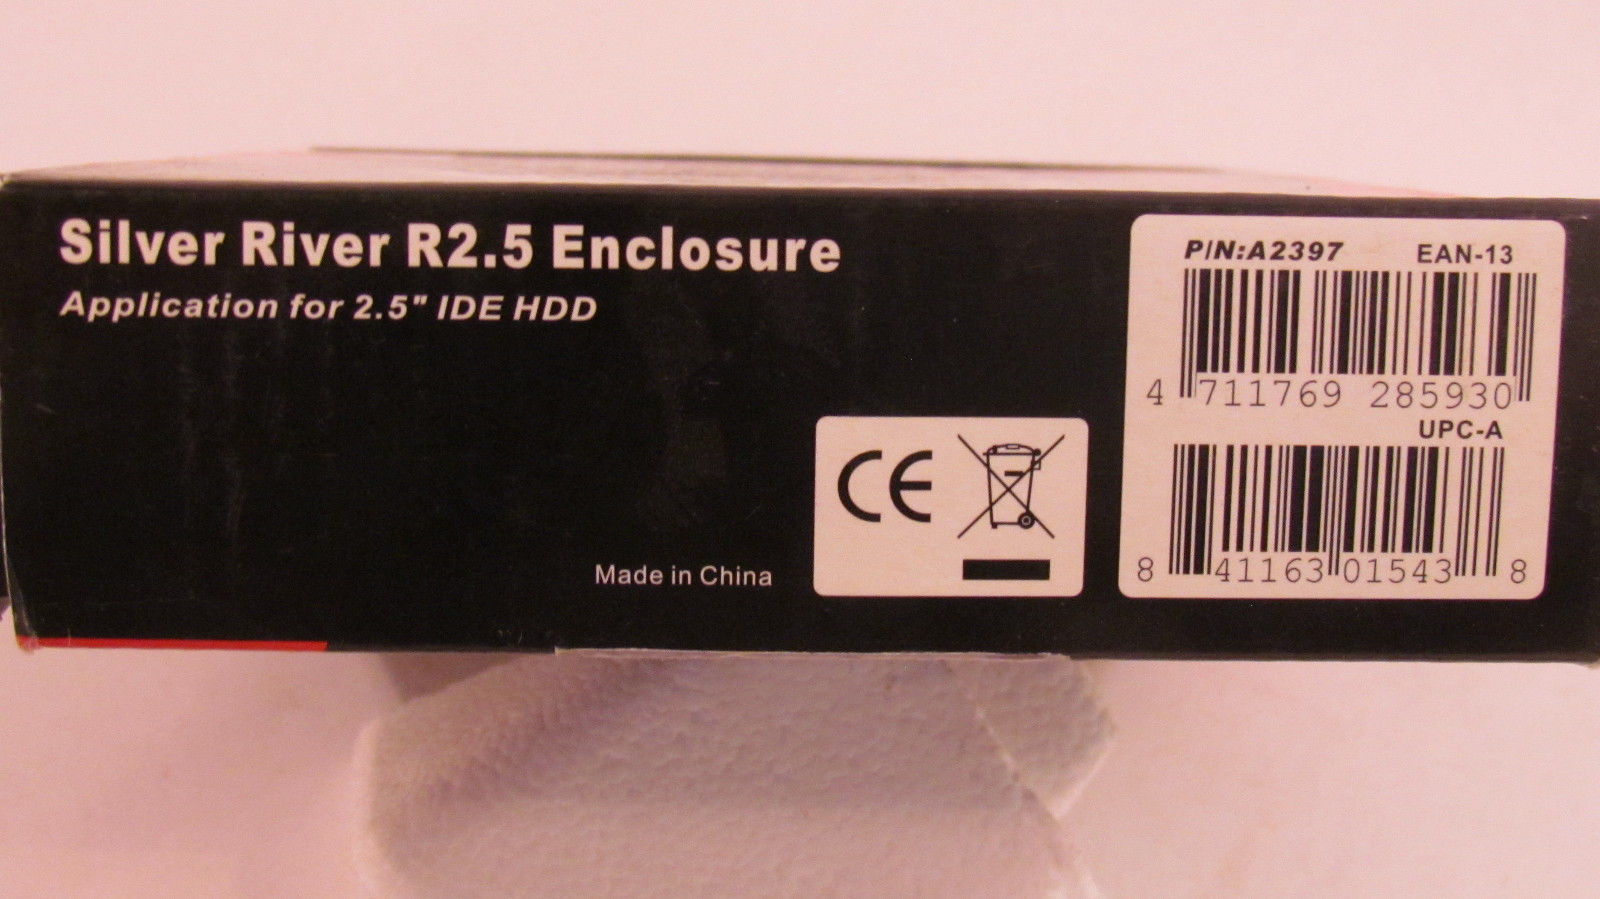 Silver River R2.5 Enclosure
Application for 2.5" IDE HDD
Made in China
CE
P/N:A2397 EAN-13
4 711769 285930
UPC-A
8 41163 01543 8